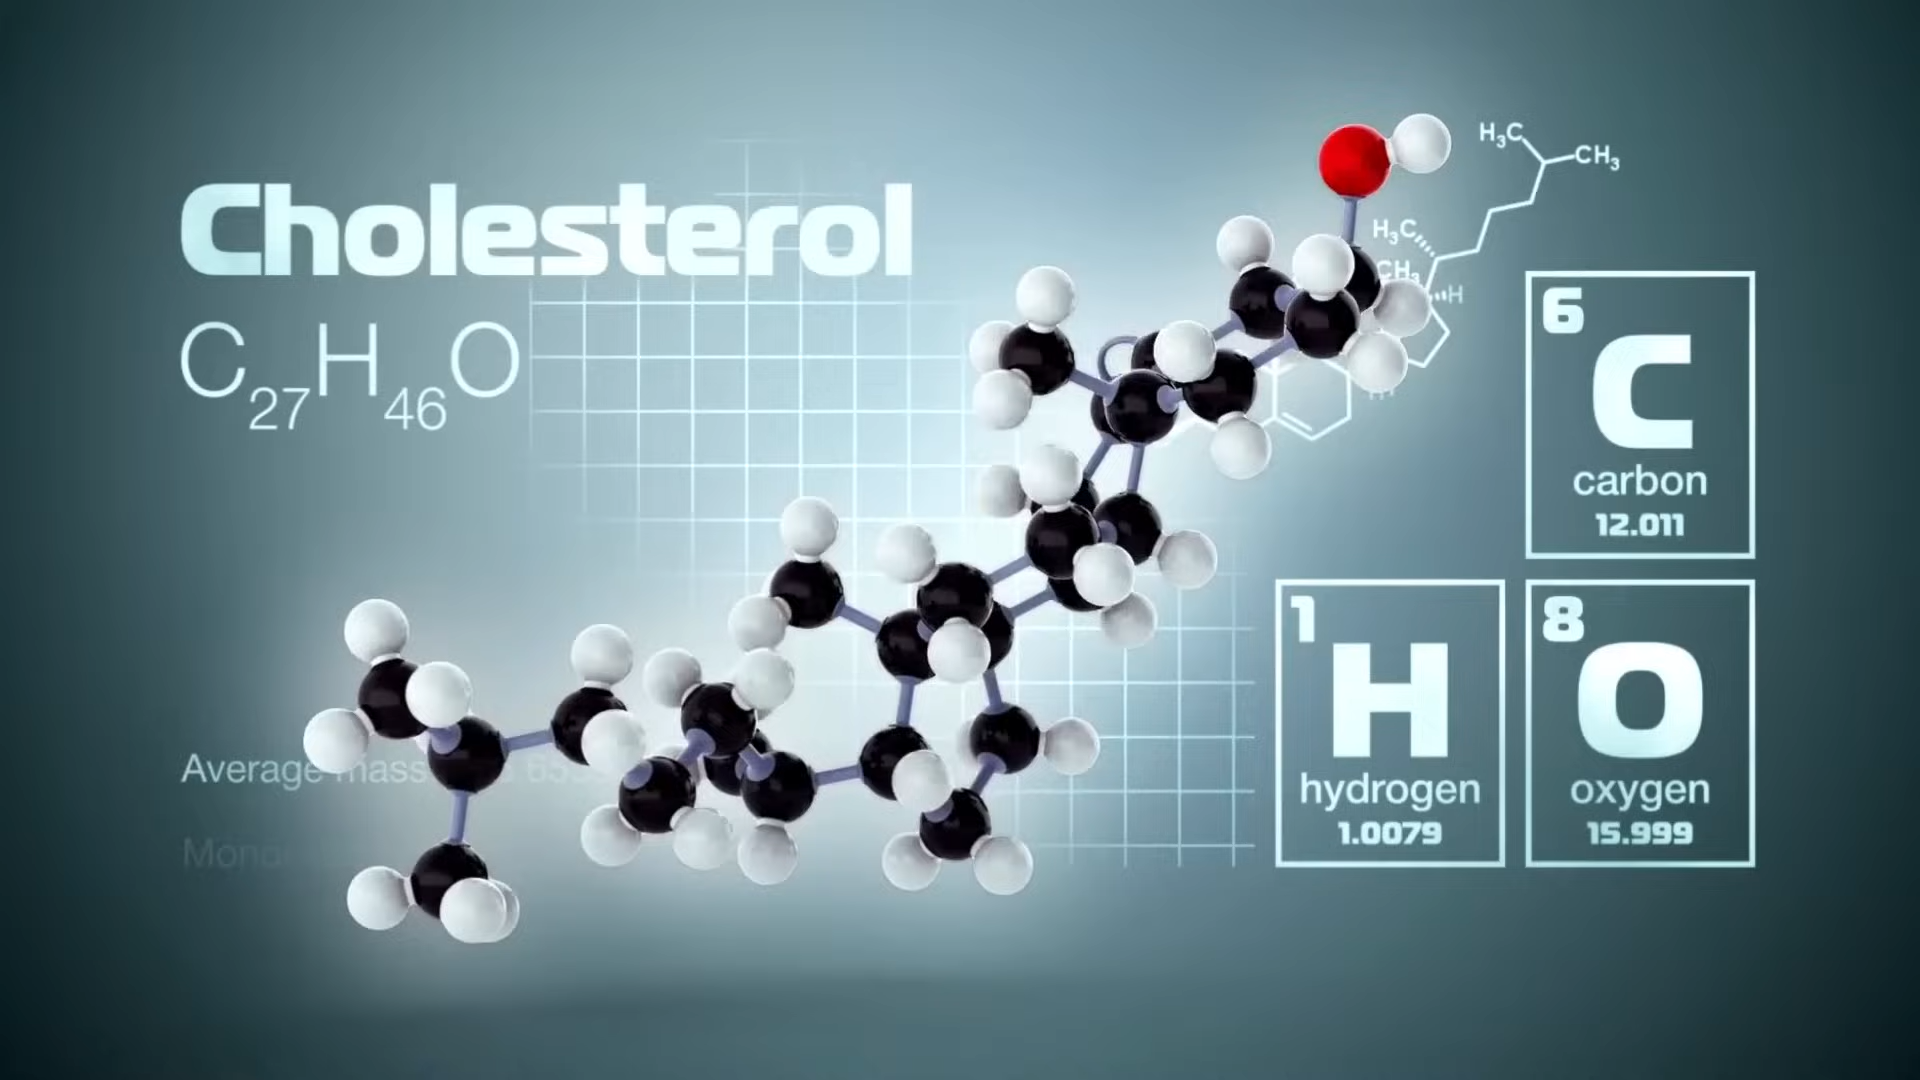 Cholesterol
C27H46O
Average mass
H3C
CH3
H3C
CH3
H
6
C
carbon
12.011
1
H
hydrogen
1.0079
8
O
oxygen
15.999